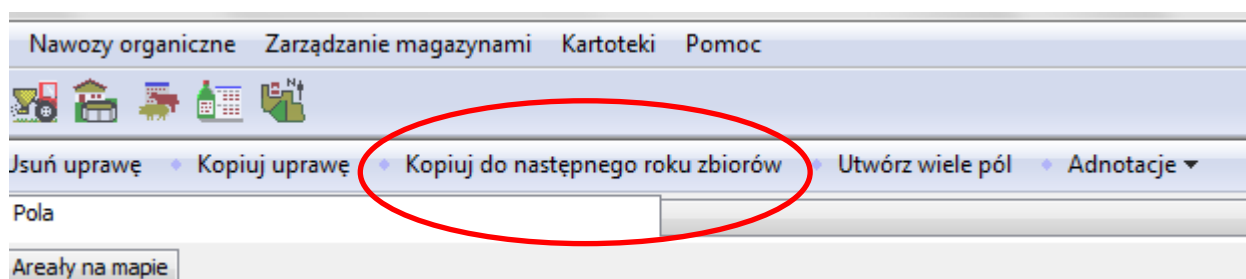 Nawozy organiczne Zarządzanie magazynami Kartoteki Pomoc
Usuń uprawę Kopiuj uprawę Kopiuj do następnego roku zbiorów Utwórz wiele pól Adnotacje
Pola
Areały na mapie